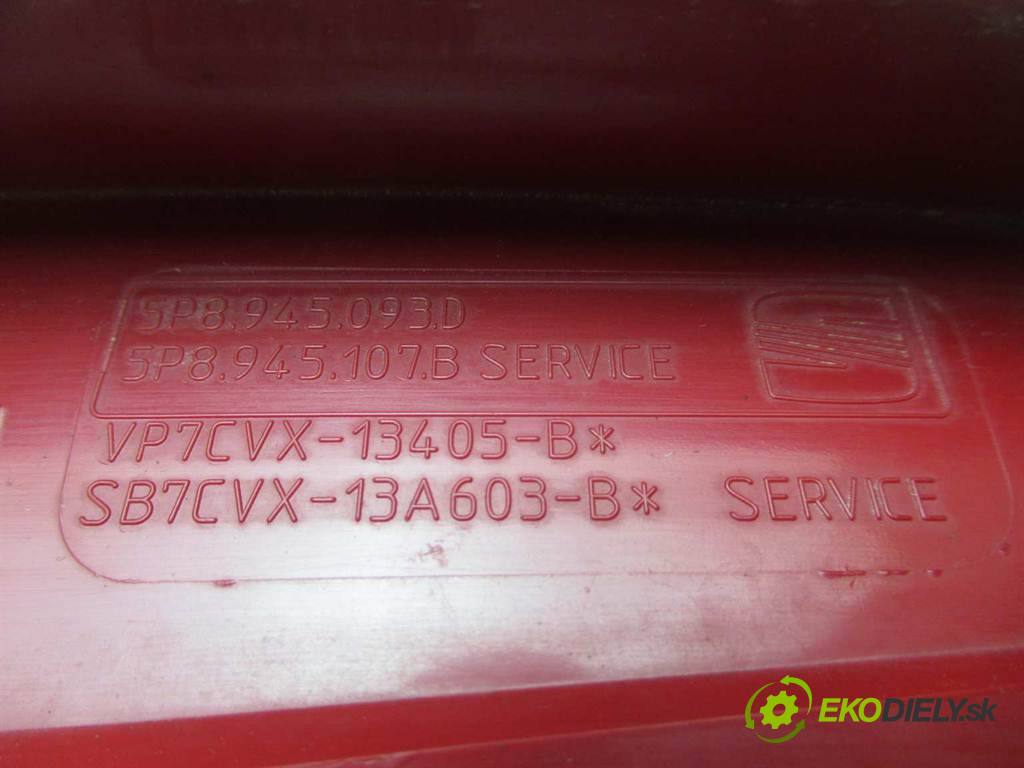 5P8.945.093.D
5P8.945.107.B SERVICE
VP7CVX-13405-B*
SB7CVX-13A603-B* SERVICE
EKODIELY.sk